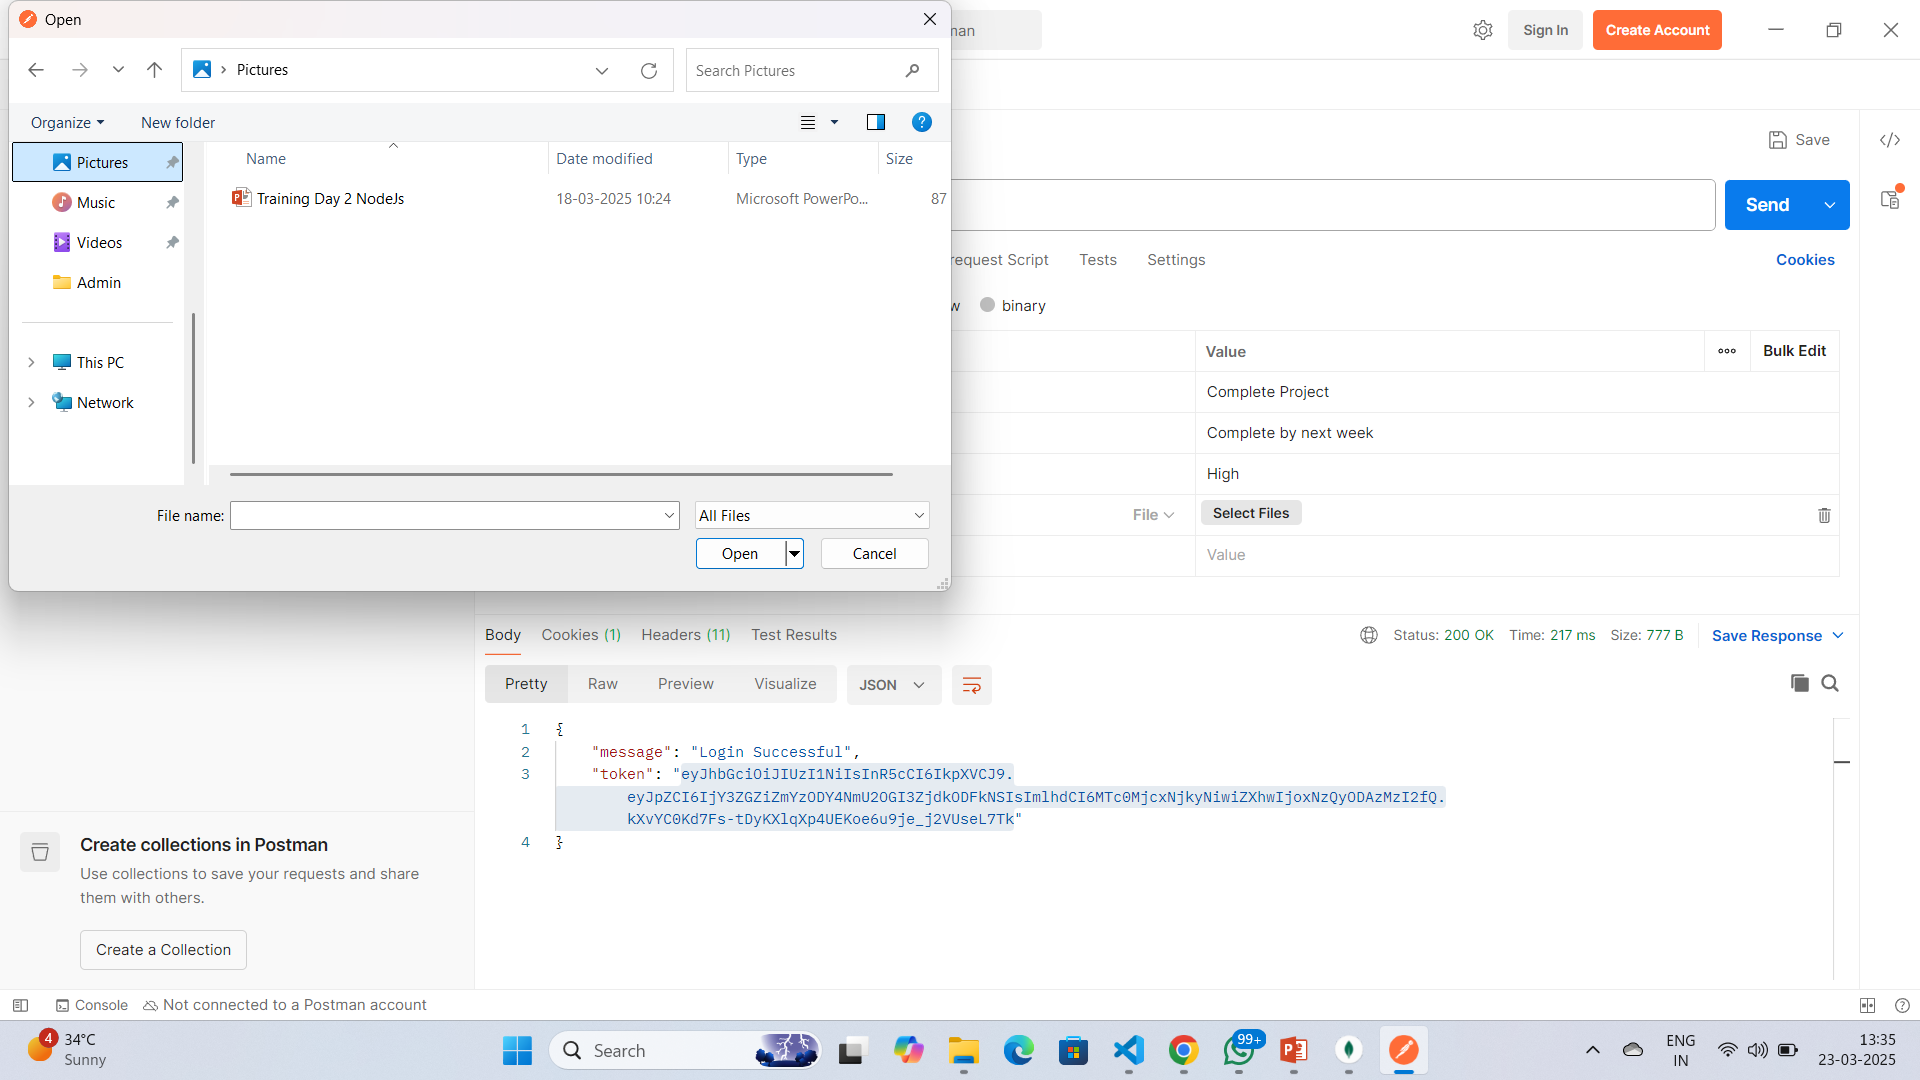 Open
man
Sign In
Create Account
Pictures
Search Pictures
Organize
New folder
Save
Pictures
Music
Videos
Admin
This PC
Network
Name
Date modified
Type
Size
Training Day 2 NodeJs
18-03-2025 10:24
Microsoft PowerPo...
87
File name:
All Files
Open
Cancel
Send
request Script
Tests
Settings
Cookies
w
binary
Value
Bulk Edit
Complete Project
Complete by next week
High
File
Select Files
Value
Body
Cookies (1)
Headers (11)
Test Results
Status: 200 OK
Time: 217 ms
Size: 777 B
Save Response
Pretty
Raw
Preview
Visualize
JSON
1 {
2 "message": "Login Successful",
3 "token": "eyJhbGciOiJIUzI1NiIsInR5cCI6IkpXVCJ9.
eyJpZCI6IjY3ZGZiZmYzODY4NmU2OGI3ZjdkODFkNSIsImlhdCI6MTc0MjcxNjkyNiwiZXhwIjoxNzQyODAzMzI2fQ.
kXvYC0Kd7Fs-tDyKXlqXp4UEKoe6u9je_j2VUseL7Tk"
4 }
Create collections in Postman
Use collections to save your requests and share
them with others.
Create a Collection
Console
Not connected to a Postman account
4
34°C
Sunny
Search
99+
ENG
IN
13:35
23-03-2025